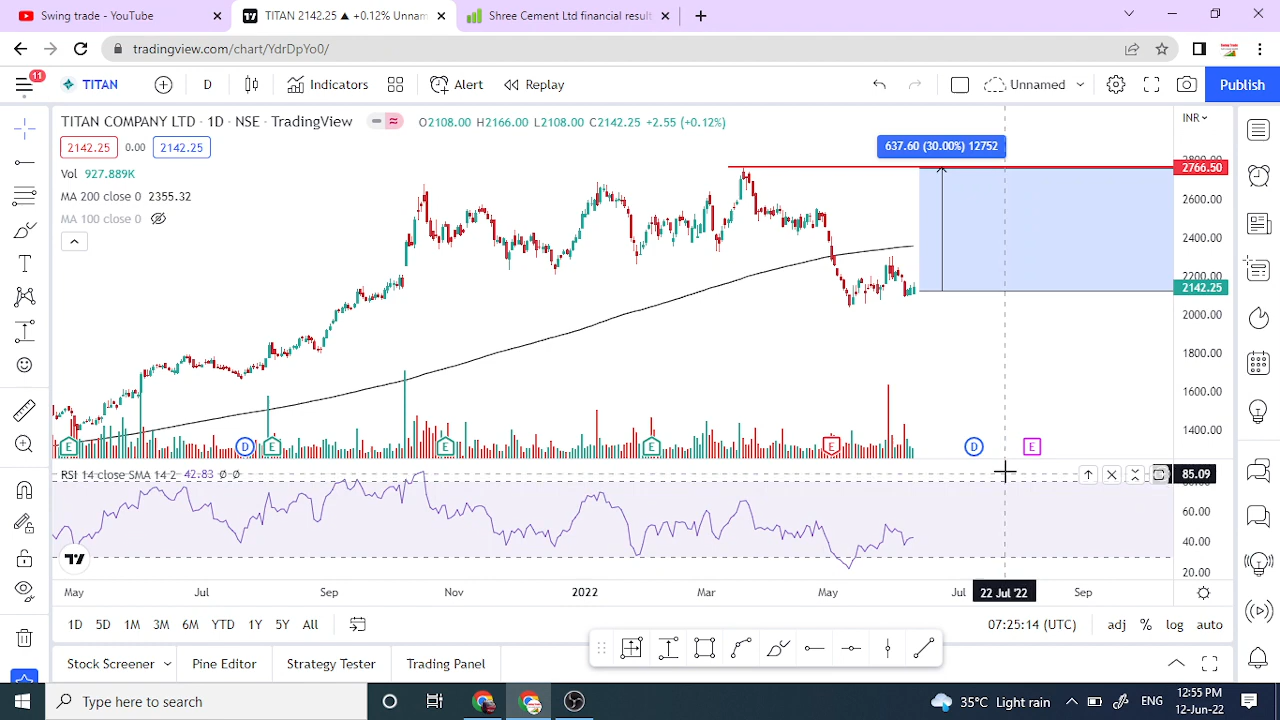 Swing trade - YouTube
TITAN 2142.25 ▲ +0.12% Unnam
Shree Cement Ltd financial result
tradingview.com/chart/YdrDpYo0/
11
TITAN
D
Indicators
Alert
Replay
Unnamed
Publish
TITAN COMPANY LTD · 1D · NSE · TradingView
O2108.00 H2166.00 L2108.00 C2142.25 +2.55 (+0.12%)
INR
2142.25
0.00
2142.25
637.60 (30.00%) 12752
2800.00
2766.50
Vol 927.889K
MA 200 close 0 2355.32
2600.00
MA 100 close 0
2400.00
2200.00
2142.25
2000.00
1800.00
1600.00
1400.00
E
D
E
E
E
E
D
E
RSI 14 close SMA 14 2 42.83 Ø Ø
85.09
60.00
40.00
20.00
May
Jul
Sep
Nov
2022
Mar
May
Jul
22 Jul '22
Sep
1D
5D
1M
3M
6M
YTD
1Y
5Y
All
07:25:14 (UTC)
adj
%
log
auto
Stock Screener
Pine Editor
Strategy Tester
Trading Panel
Type here to search
35°C Light rain
ENG
12:55 PM
12-Jun-22